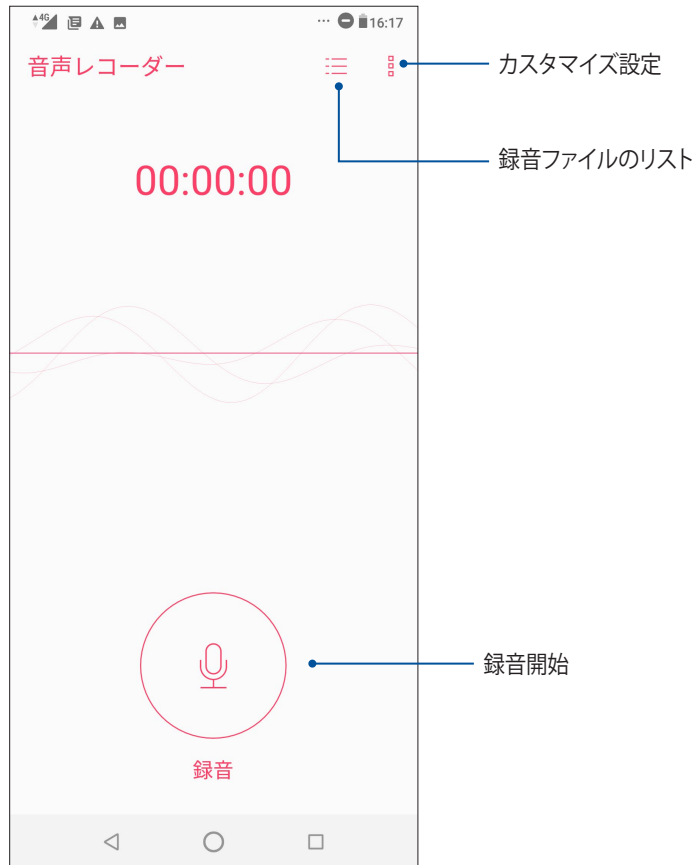 4G ··· 16:17
音声レコーダー
カスタマイズ設定
録音ファイルのリスト
00:00:00
録音開始
録音